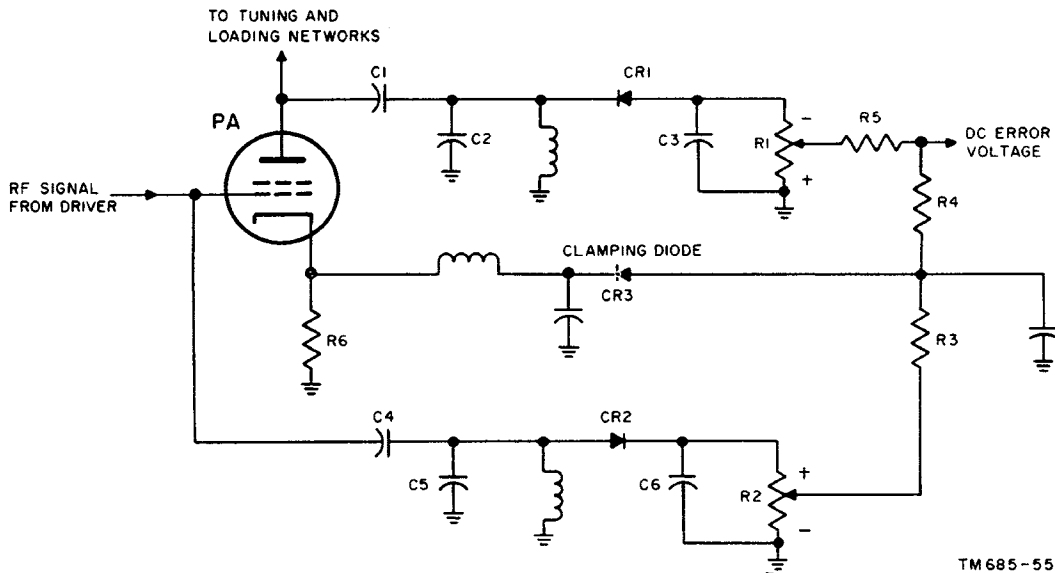 TO TUNING AND
LOADING NETWORKS
C1
CR1
PA
C2
C3
R1
-
+
R5
DC ERROR
VOLTAGE
RF SIGNAL
FROM DRIVER
R4
CLAMPING DIODE
CR3
R6
R3
C4
CR2
C5
C6
R2
+
-
TM685-55